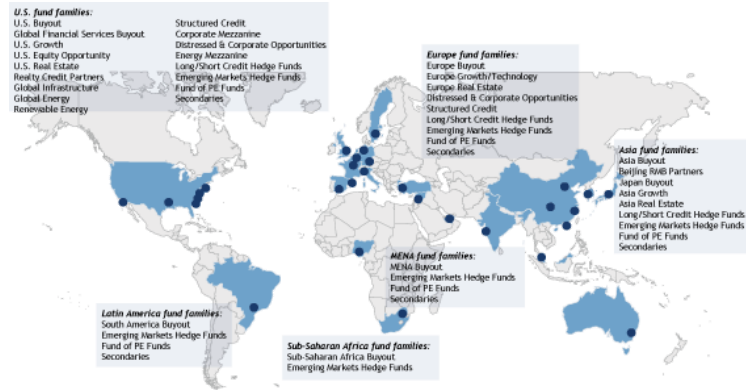 U.S. fund families:
U.S. Buyout
Global Financial Services Buyout
U.S. Growth
U.S. Equity Opportunity
U.S. Real Estate
Realty Credit Partners
Global Infrastructure
Global Energy
Renewable Energy
Structured Credit
Corporate Mezzanine
Distressed & Corporate Opportunities
Energy Mezzanine
Long/Short Credit Hedge Funds
Emerging Markets Hedge Funds
Fund of PE Funds
Secondaries
Europe fund families:
Europe Buyout
Europe Growth/Technology
Europe Real Estate
Distressed & Corporate Opportunities
Structured Credit
Long/Short Credit Hedge Funds
Emerging Markets Hedge Funds
Fund of PE Funds
Secondaries
Asia fund families:
Asia Buyout
Beijing RMB Partners
Japan Buyout
Asia Growth
Asia Real Estate
Long/Short Credit Hedge Funds
Emerging Markets Hedge Funds
Fund of PE Funds
Secondaries
MENA fund families:
MENA Buyout
Emerging Markets Hedge Funds
Fund of PE Funds
Secondaries
Latin America fund families:
South America Buyout
Emerging Markets Hedge Funds
Fund of PE Funds
Secondaries
Sub-Saharan Africa fund families:
Sub-Saharan Africa Buyout
Emerging Markets Hedge Funds